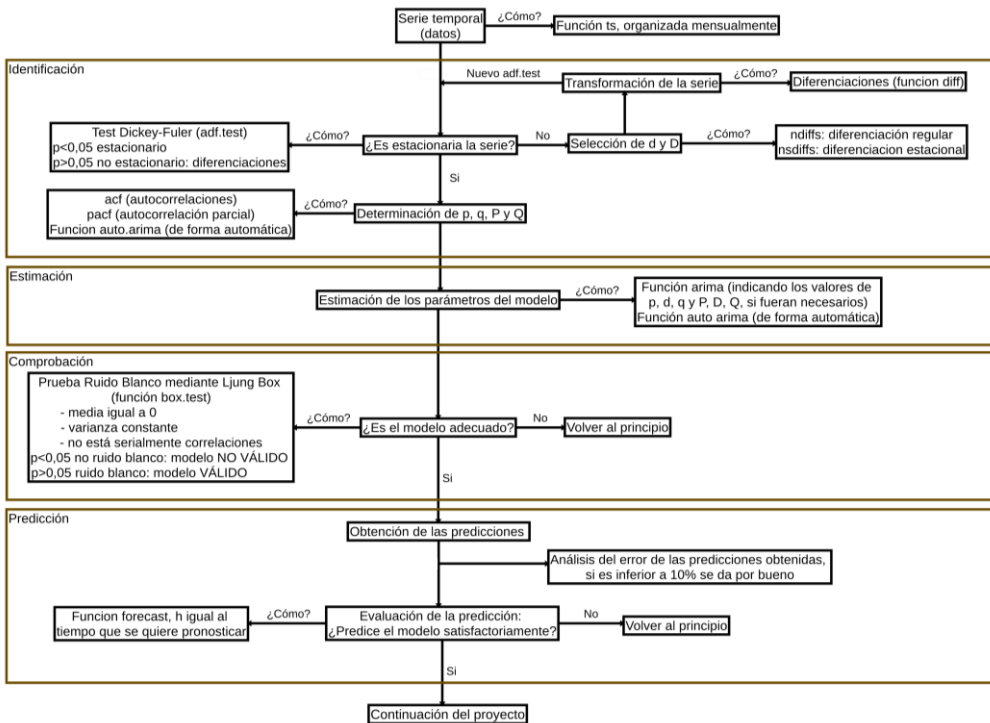 Serie temporal
(datos)
¿Cómo?
Función ts, organizada mensualmente
Identificación
Nuevo adf.test
Transformación de la serie
¿Cómo?
Diferenciaciones (funcion diff)
Test Dickey-Fuler (adf.test)
p<0,05 estacionario
p>0,05 no estacionario: diferenciaciones
¿Cómo?
¿Es estacionaria la serie?
No
Selección de d y D
¿Cómo?
ndiffs: diferenciación regular
nsdiffs: diferenciacion estacional
Si
acf (autocorrelaciones)
pacf (autocorrelación parcial)
Funcion auto.arima (de forma automática)
¿Cómo?
Determinación de p, q, P y Q
Estimación
Estimación de los parámetros del modelo
¿Cómo?
Función arima (indicando los valores de
p, d, q y P, D, Q, si fueran necesarios)
Función auto arima (de forma automática)
Comprobación
Prueba Ruido Blanco mediante Ljung Box
(función box.test)
- media igual a 0
- varianza constante
- no está serialmente correlaciones
p<0,05 no ruido blanco: modelo NO VÁLIDO
p>0,05 ruido blanco: modelo VÁLIDO
¿Cómo?
¿Es el modelo adecuado?
No
Volver al principio
Si
Predicción
Obtención de las predicciones
Análisis del error de las predicciones obtenidas,
si es inferior a 10% se da por bueno
Funcion forecast, h igual al
tiempo que se quiere pronosticar
¿Cómo?
Evaluación de la predicción:
¿Predice el modelo satisfactoriamente?
No
Volver al principio
Si
Continuación del proyecto